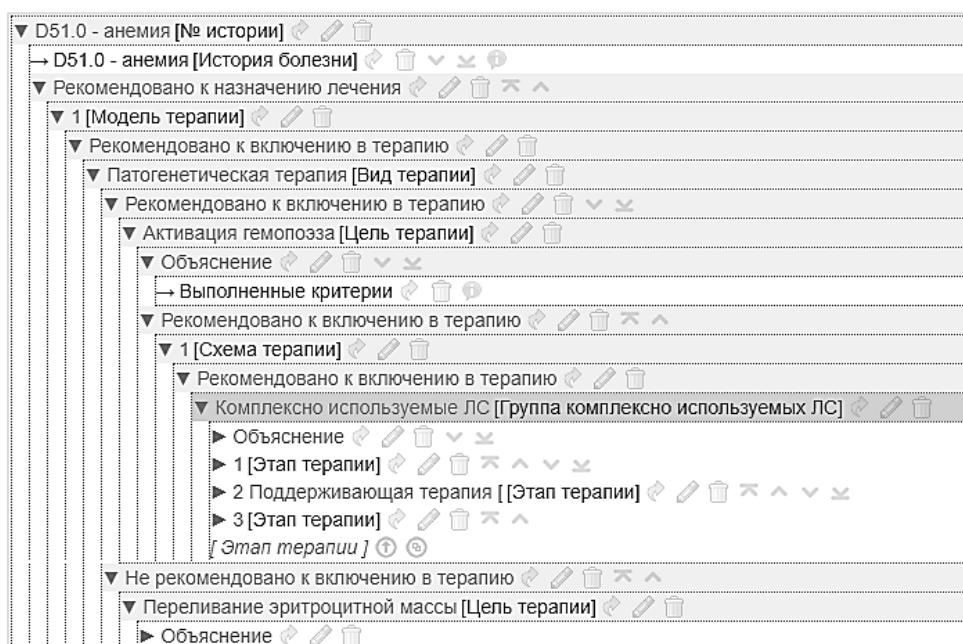 D51.0 - анемия [№ истории]
D51.0 - анемия [История болезни]
Рекомендовано к назначению лечения
1 [Модель терапии]
Рекомендовано к включению в терапию
Патогенетическая терапия [Вид терапии]
Рекомендовано к включению в терапию
Активация гемопоэза [Цель терапии]
Объяснение
Выполненные критерии
Рекомендовано к включению в терапию
1 [Схема терапии]
Рекомендовано к включению в терапию
Комплексно используемые ЛС [Группа комплексно используемых ЛС]
Объяснение
1 [Этап терапии]
2 Поддерживающая терапия [ [Этап терапии]
3 [Этап терапии]
[ Этап терапии ]
Не рекомендовано к включению в терапию
Переливание эритроцитной массы [Цель терапии]
Объяснение